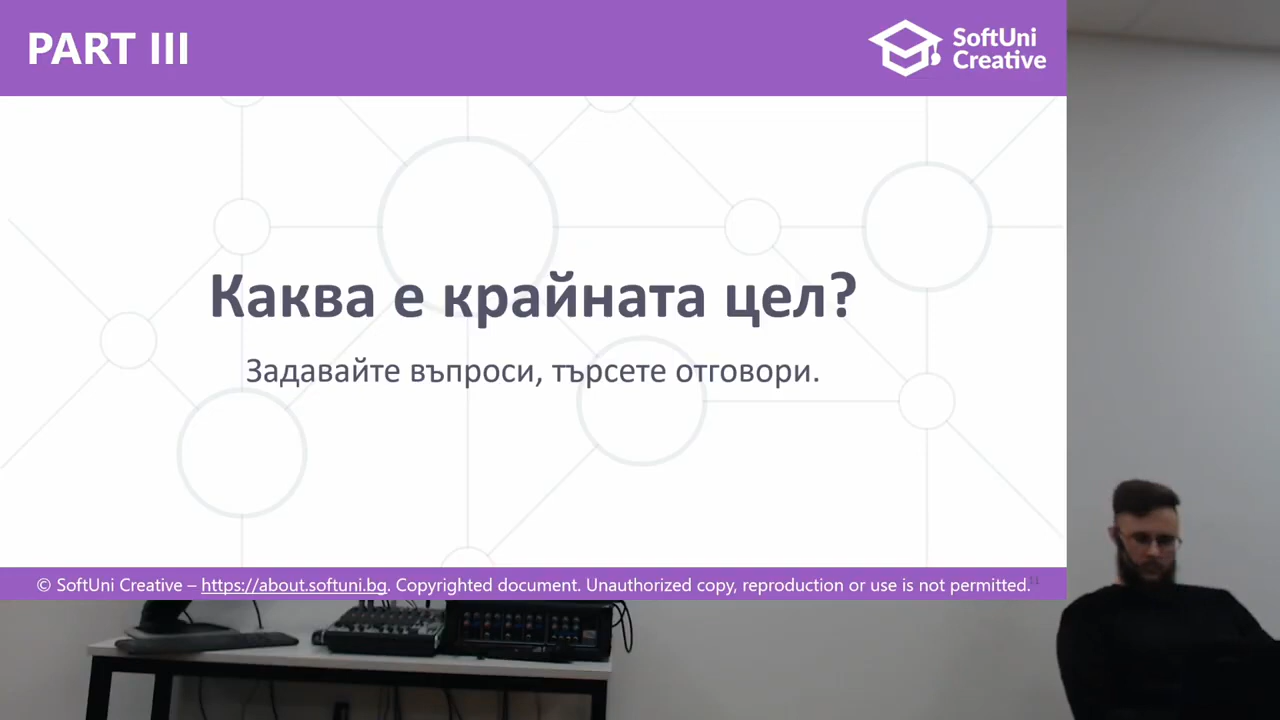 PART III
SoftUni
Creative
Каква е крайната цел?
Задавайте въпроси, търсете отговори.
© SoftUni Creative – https://about.softuni.bg. Copyrighted document. Unauthorized copy, reproduction or use is not permitted.